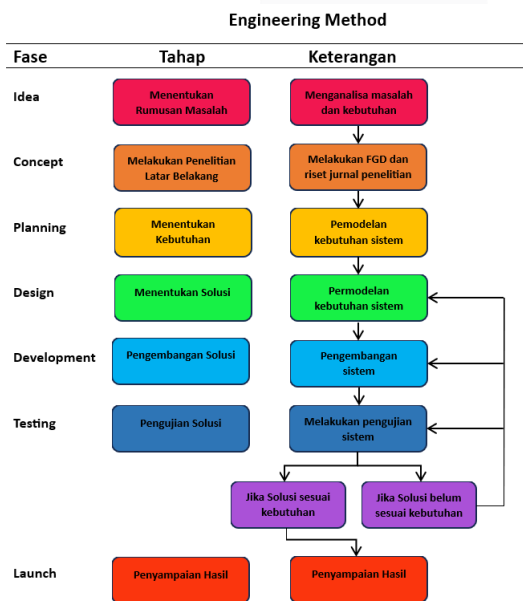 Engineering Method
Fase Tahap Keterangan
Idea
Menentukan
Rumusan Masalah
Menganalisa masalah
dan kebutuhan
Concept
Melakukan Penelitian
Latar Belakang
Melakukan FGD dan
riset jurnal penelitian
Planning
Menentukan
Kebutuhan
Pemodelan
kebutuhan sistem
Design
Menentukan Solusi
Permodelan
kebutuhan sistem
Development
Pengembangan Solusi
Pengembangan
sistem
Testing
Pengujian Solusi
Melakukan pengujian
sistem
Jika Solusi sesuai
kebutuhan
Jika Solusi belum
sesuai kebutuhan
Launch
Penyampaian Hasil
Penyampaian Hasil